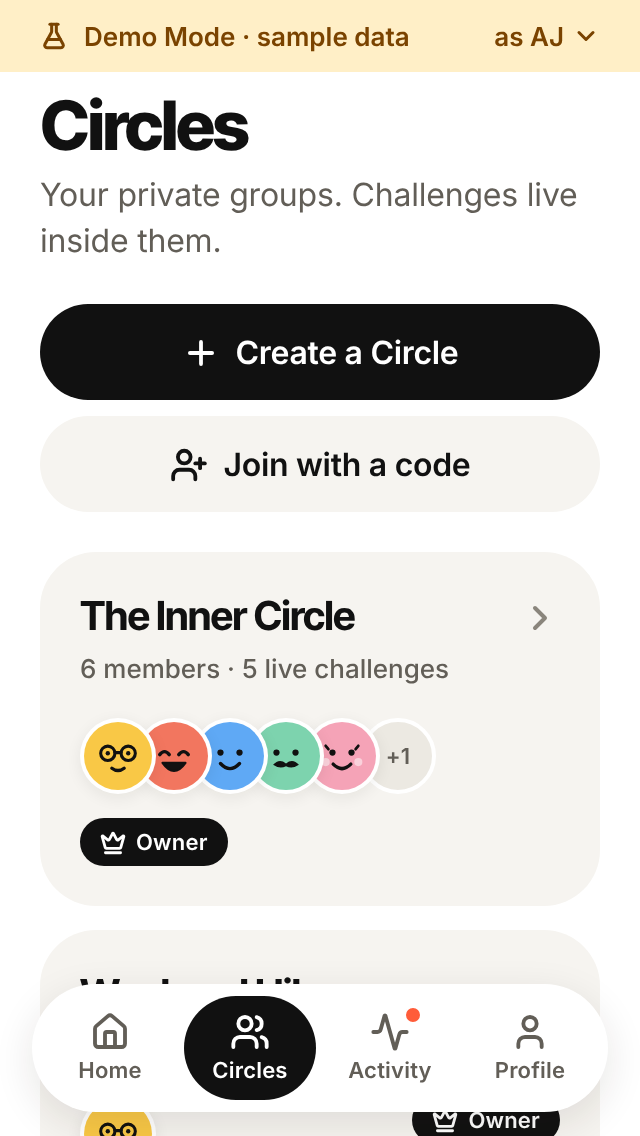 Demo Mode · sample data
as AJ
Circles
Your private groups. Challenges live
inside them.
Create a Circle
Join with a code
The Inner Circle
6 members · 5 live challenges
+1
Owner
Home
Circles
Activity
Profile
Owner